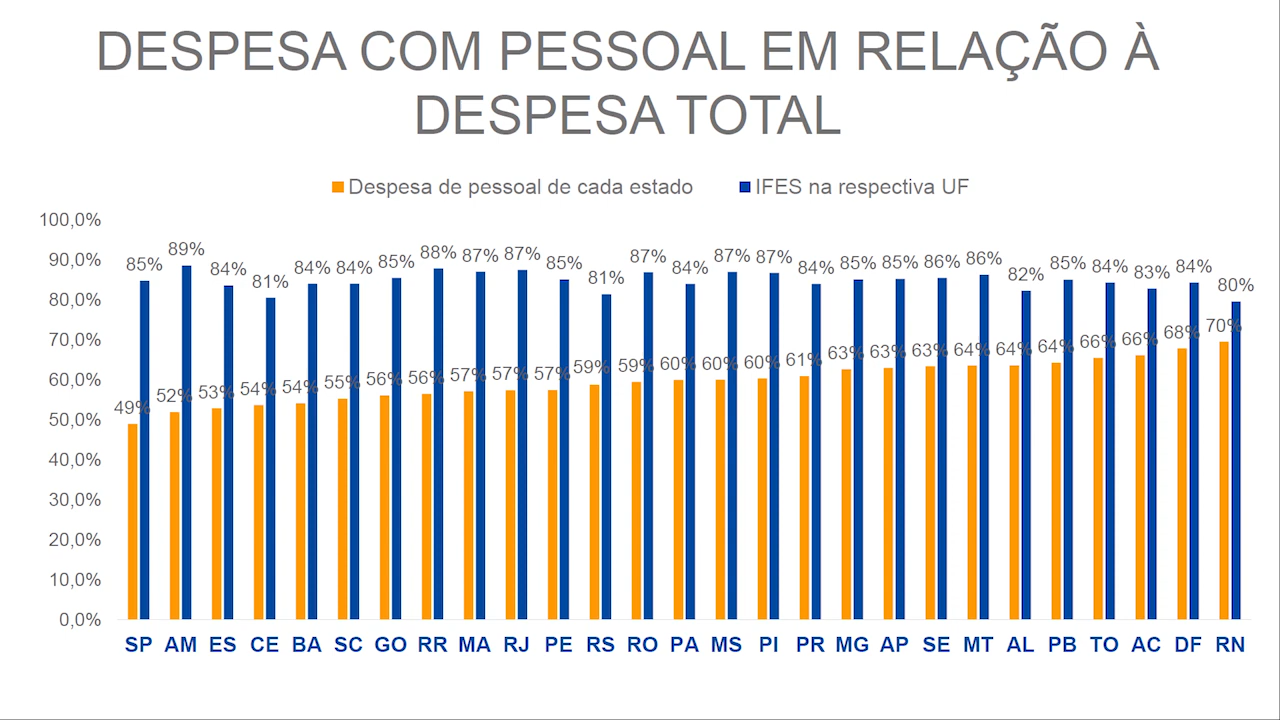 DESPESA COM PESSOAL EM RELAÇÃO À
DESPESA TOTAL
Despesa de pessoal de cada estado IFES na respectiva UF
100,0%
90,0%
80,0%
70,0%
60,0%
50,0%
40,0%
30,0%
20,0%
10,0%
0,0%
85% 89% 84% 81% 84% 84% 85% 88% 87% 87% 85% 81% 87% 84% 87% 87% 84% 85% 85% 86% 86% 82% 85% 84% 83% 84% 80%
49% 52% 53% 54% 54% 55% 56% 56% 57% 57% 57% 59% 59% 60% 60% 60% 61% 63% 63% 63% 64% 64% 64% 66% 66% 68% 70%
SP AM ES CE BA SC GO RR MA RJ PE RS RO PA MS PI PR MG AP SE MT AL PB TO AC DF RN